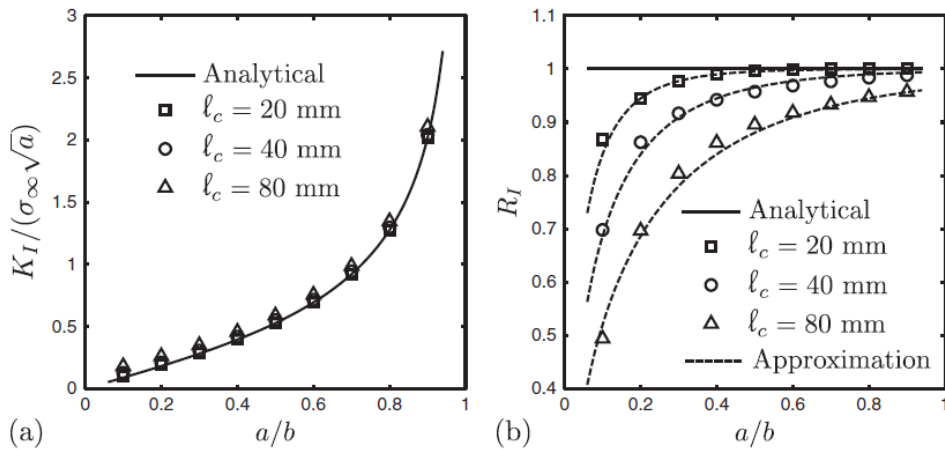 3
2.5
2
1.5
1
0.5
0
0
0.2
0.4
0.6
0.8
1
K_I/(σ_∞√a)
Analytical
ℓ_c = 20 mm
ℓ_c = 40 mm
ℓ_c = 80 mm
(a)
a/b
1.1
1
0.9
0.8
0.7
0.6
0.5
0.4
0
0.2
0.4
0.6
0.8
1
R_I
Analytical
ℓ_c = 20 mm
ℓ_c = 40 mm
ℓ_c = 80 mm
Approximation
(b)
a/b